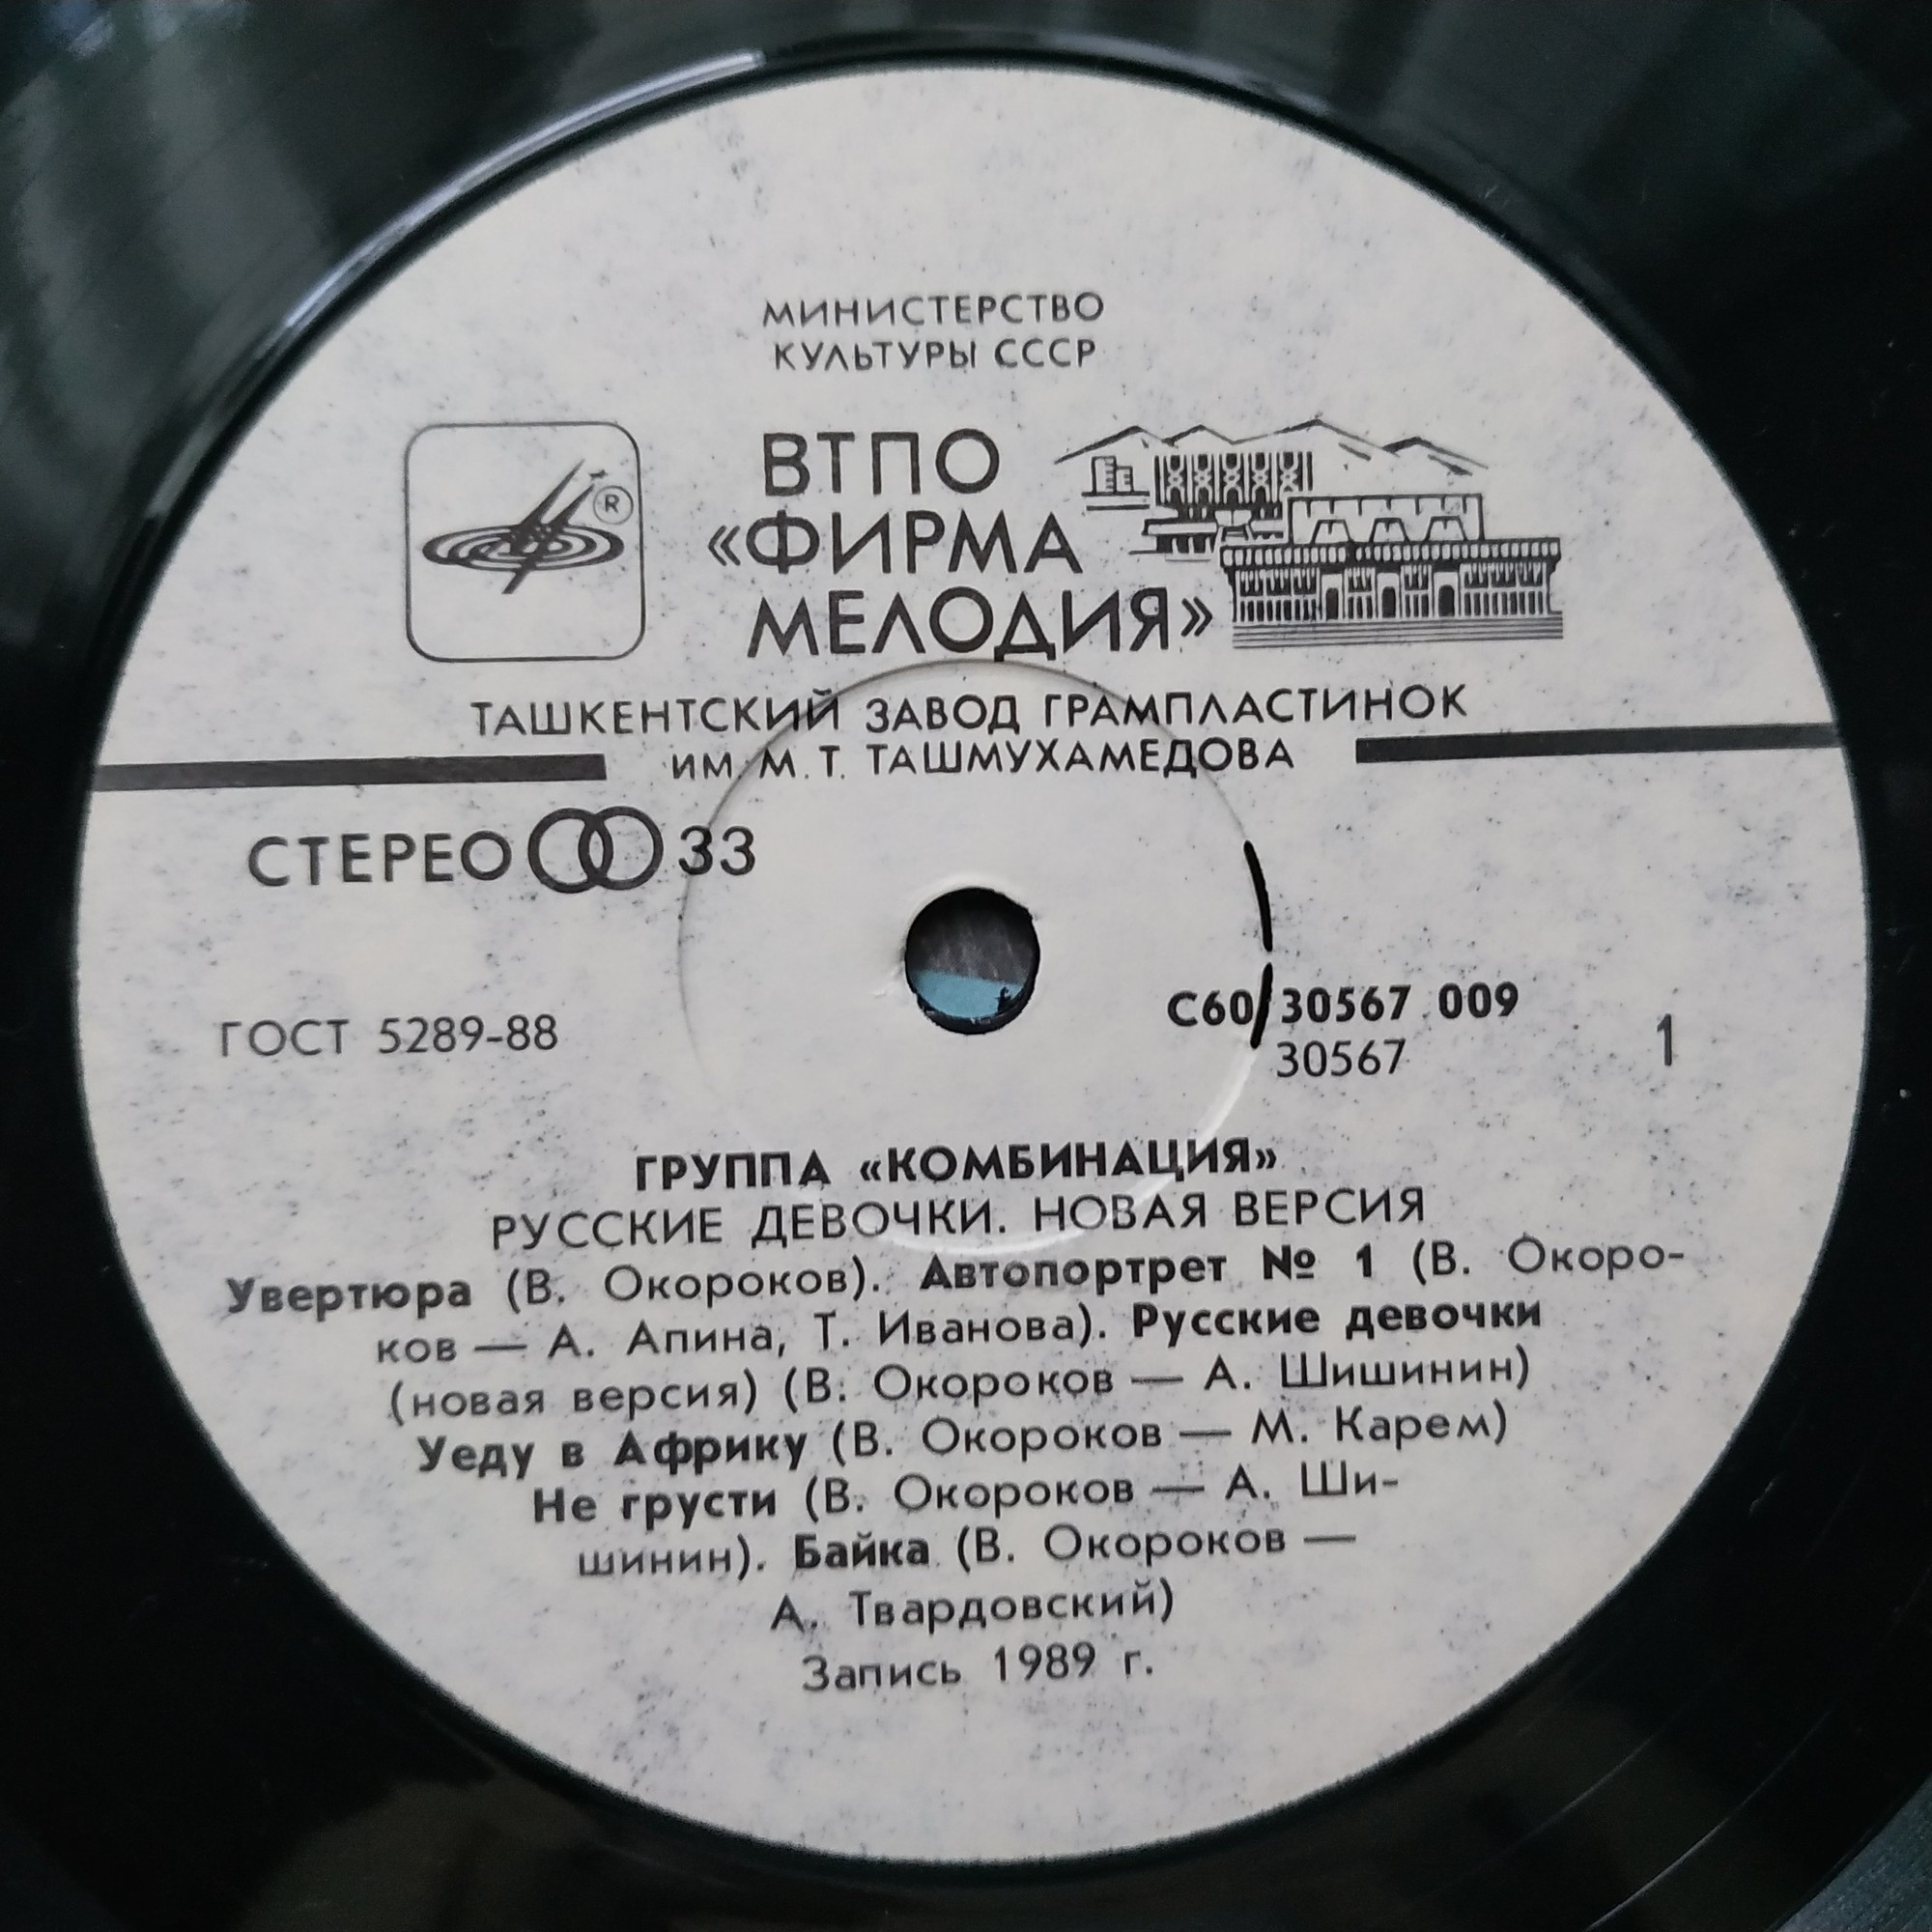 МИНИСТЕРСТВО
КУЛЬТУРЫ СССР
ВТПО
«ФИРМА
МЕЛОДИЯ»
®
ТАШКЕНТСКИЙ ЗАВОД ГРАМПЛАСТИНОК
ИМ. М. Т. ТАШМУХАМЕДОВА
СТЕРЕО 33
ГОСТ 5289-88
С60 30567 009
30567
1
ГРУППА «КОМБИНАЦИЯ»
РУССКИЕ ДЕВОЧКИ. НОВАЯ ВЕРСИЯ
Увертюра (В. Окороков). Автопортрет № 1 (В. Окоро-
ков — А. Апина, Т. Иванова). Русские девочки
(новая версия) (В. Окороков — А. Шишинин)
Уеду в Африку (В. Окороков — М. Карем)
Не грусти (В. Окороков — А. Ши-
шинин). Байка (В. Окороков —
А. Твардовский)
Запись 1989 г.